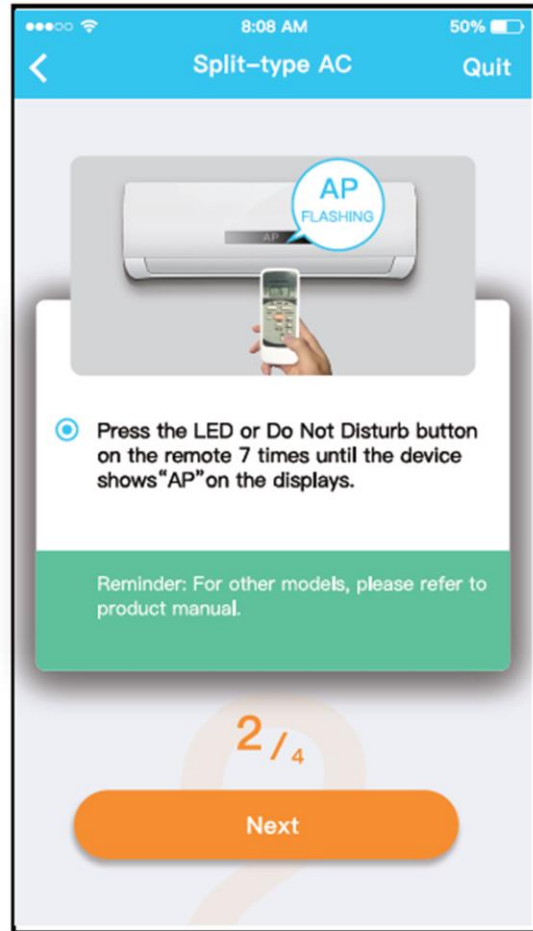 8:08 AM
50%
Split-type AC
Quit
AP
FLASHING
AP
Press the LED or Do Not Disturb button
on the remote 7 times until the device
shows“AP”on the displays.
Reminder: For other models, please refer to
product manual.
2/4
Next